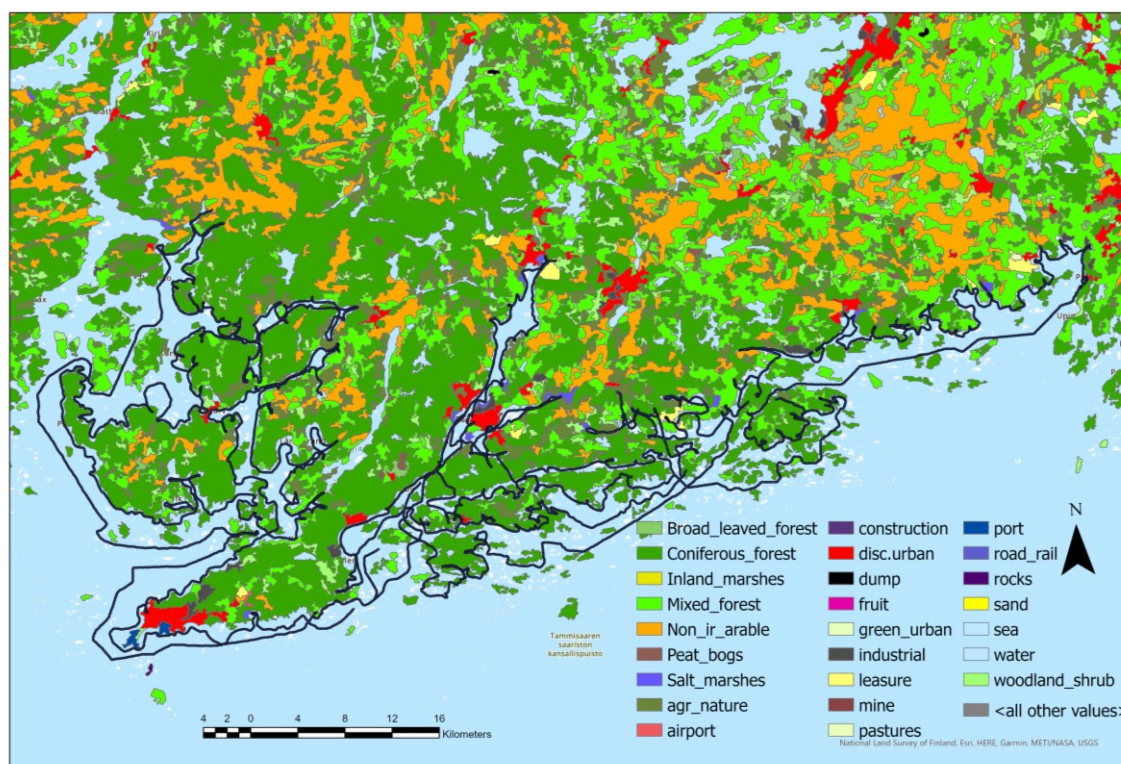 Tammisaaren
saariston
kansallispuisto
Broad_leaved_forest
Coniferous_forest
Inland_marshes
Mixed_forest
Non_ir_arable
Peat_bogs
Salt_marshes
agr_nature
airport
construction
disc.urban
dump
fruit
green_urban
industrial
leasure
mine
pastures
port
road_rail
rocks
sand
sea
water
woodland_shrub
<all other values>
N
4 2 0 4 8 12 16
Kilometers
National Land Survey of Finland, Esri, HERE, Garmin, METI/NASA, USGS